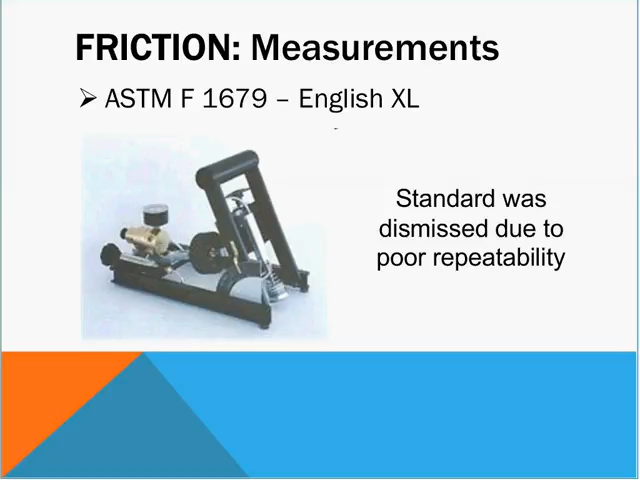 FRICTION: Measurements
➢ ASTM F 1679 – English XL
Standard was
dismissed due to
poor repeatability